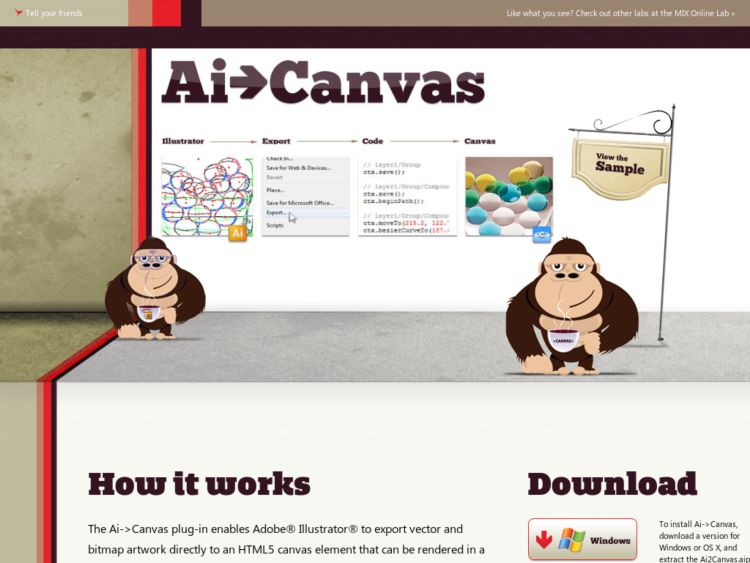 Tell your friends
Like what you see? Check out other labs at the MIX Online Lab »
Ai→Canvas
Illustrator
Export
Code
Canvas
Check In...
Save for Web & Devices...
Revert
Place...
Save for Microsoft Office...
Export...
Scripts
Ai
// layer1/Group
ctx.save();
// layer1/Group/Compoun
ctx.save();
ctx.beginPath();
// layer1/Group/Compoun
ctx.moveTo(215.2, 122.
ctx.bezierCurveTo(157.
<C>
View the
Sample
<CANVAS>
How it works
The Ai->Canvas plug-in enables Adobe® Illustrator® to export vector and
bitmap artwork directly to an HTML5 canvas element that can be rendered in a
Download
Windows
To install Ai->Canvas,
download a version for
Windows or OS X, and
extract the Ai2Canvas.aip